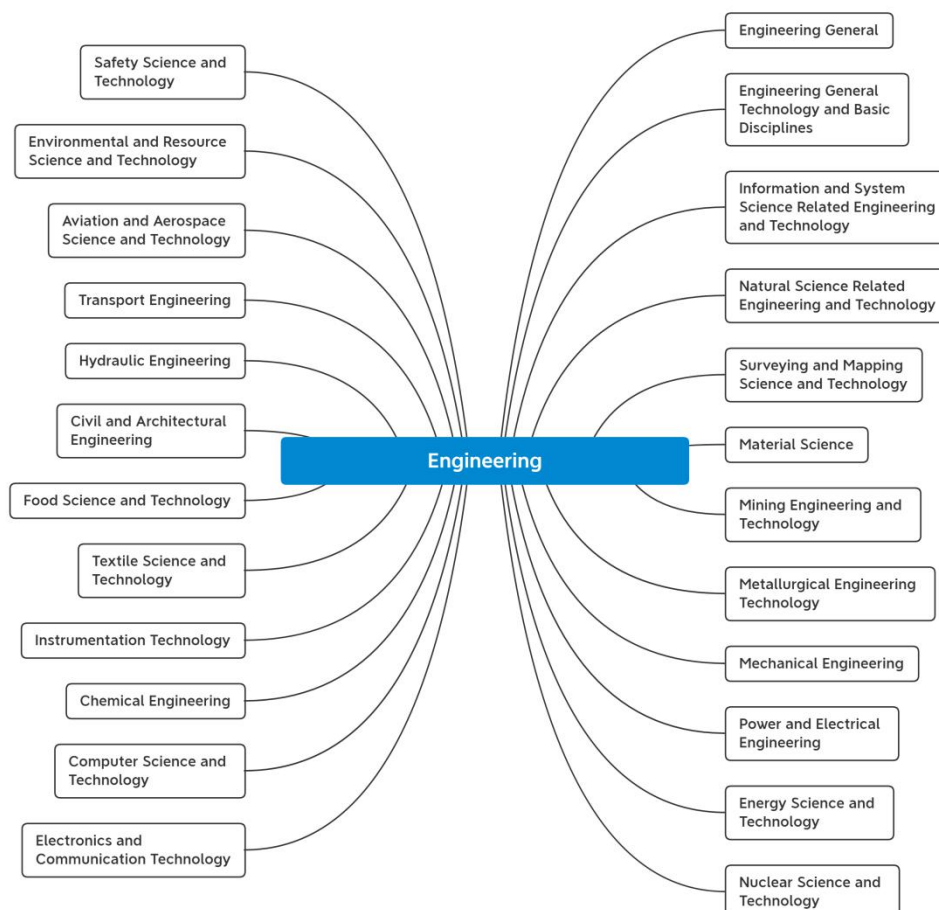 Engineering General
Safety Science and
Technology
Engineering General
Technology and Basic
Disciplines
Environmental and Resource
Science and Technology
Information and System
Science Related Engineering
and Technology
Aviation and Aerospace
Science and Technology
Natural Science Related
Engineering and Technology
Transport Engineering
Hydraulic Engineering
Surveying and Mapping
Science and Technology
Civil and Architectural
Engineering
Material Science
Engineering
Food Science and Technology
Mining Engineering and
Technology
Textile Science and
Technology
Metallurgical Engineering
Technology
Instrumentation Technology
Mechanical Engineering
Chemical Engineering
Power and Electrical
Engineering
Computer Science and
Technology
Energy Science and
Technology
Electronics and
Communication Technology
Nuclear Science and
Technology